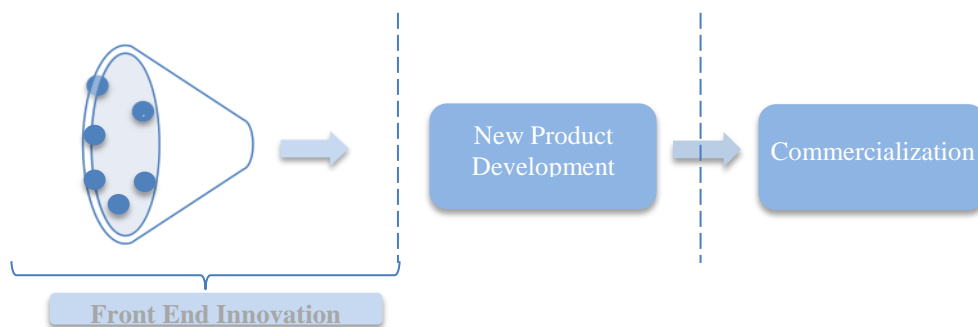 New Product
Development
Commercialization
Front End Innovation